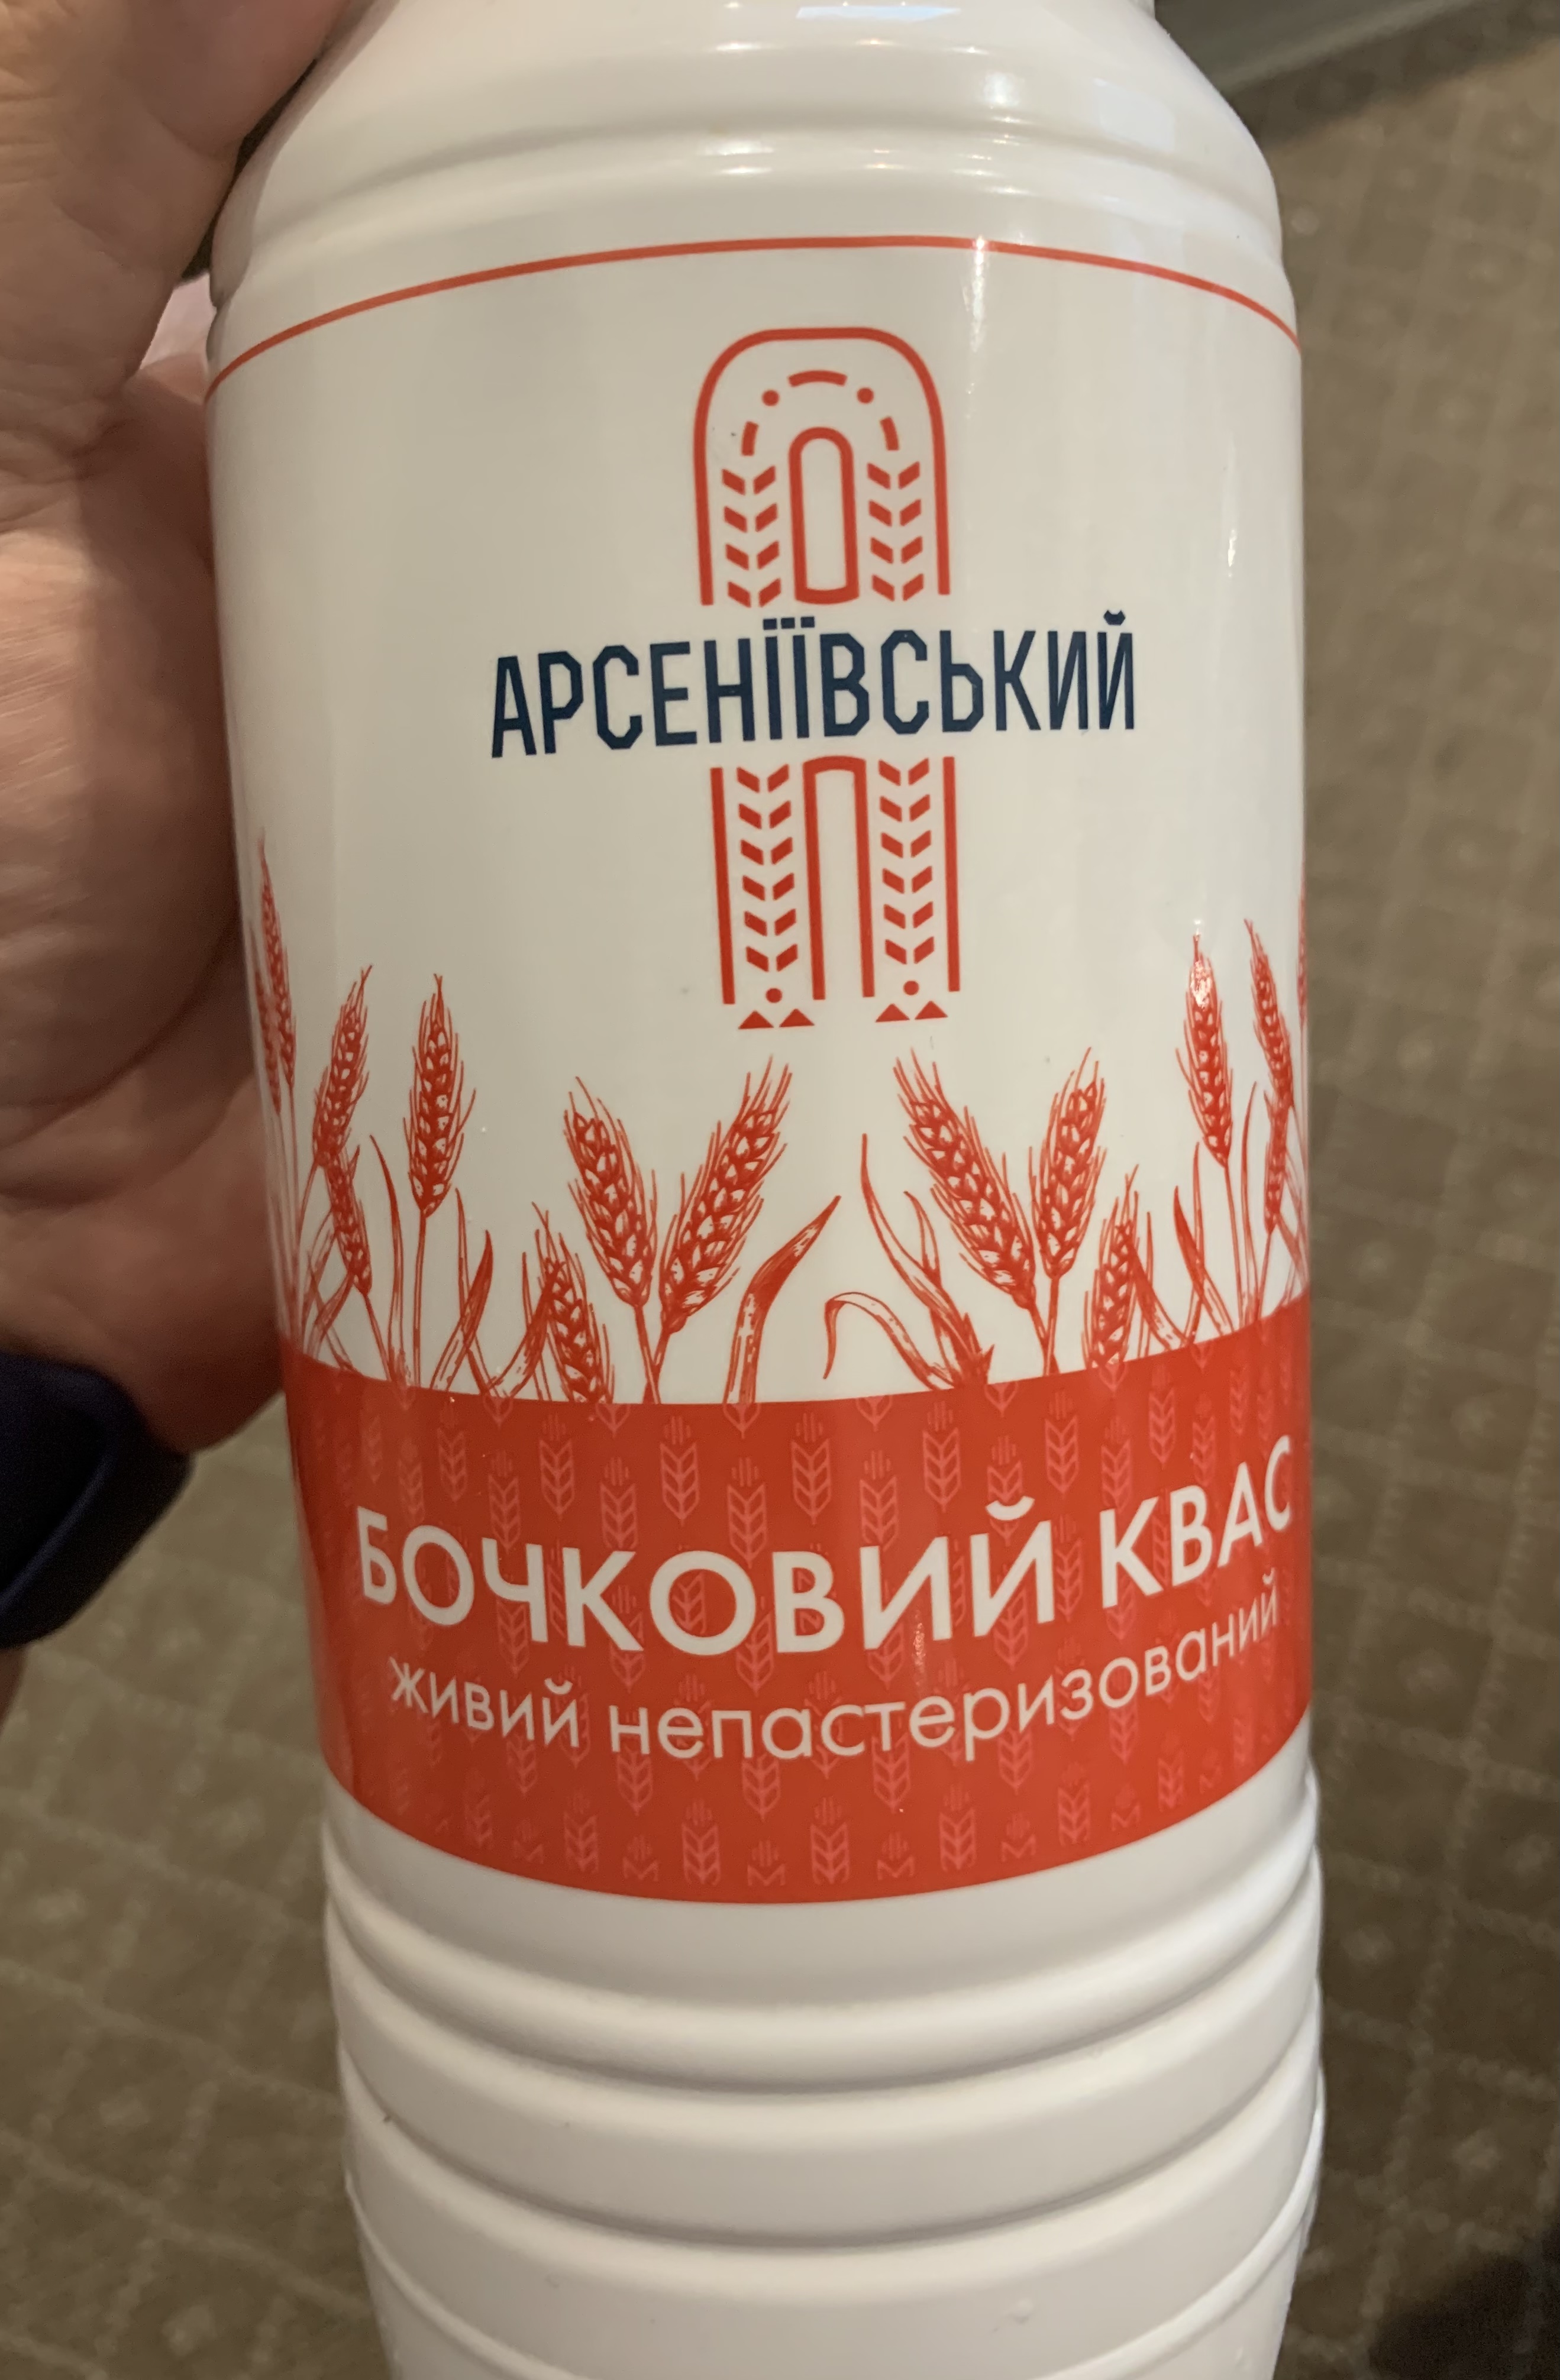 АРСЕНІЇВСЬКИЙ
БОЧКОВИЙ КВАС
живий непастеризований